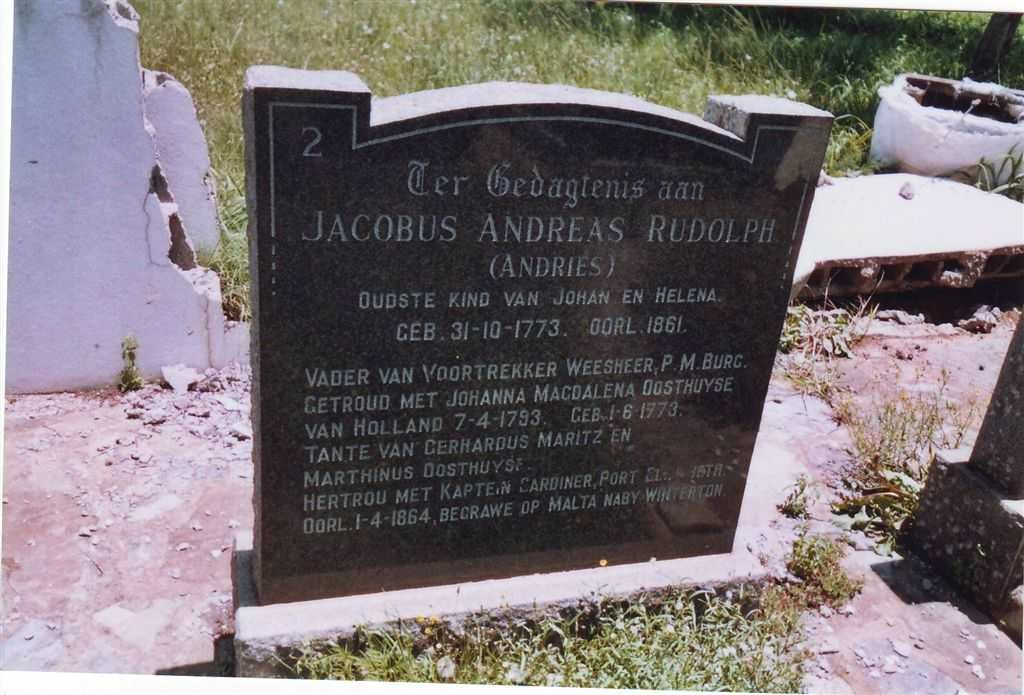 2
Ter Gedagtenis aan
JACOBUS ANDREAS RUDOLPH
(ANDRIES)
OUDSTE KIND VAN JOHAN EN HELENA.
GEB. 31-10-1773. OORL. 1861.
VADER VAN VOORTREKKER WEESHEER, P. M. BURG.
GETROUD MET JOHANNA MAGDALENA OOSTHUYSE
VAN HOLLAND 7-4-1793. GEB. 1-6-1773.
TANTE VAN GERHARDUS MARITZ EN
MARTHINUS OOSTHUYSE
HERTROU MET KAPTEIN GARDINER, PORT
OORL. 1-4-1864, BEGRAWE OP MALTA NABY WINTERTON.